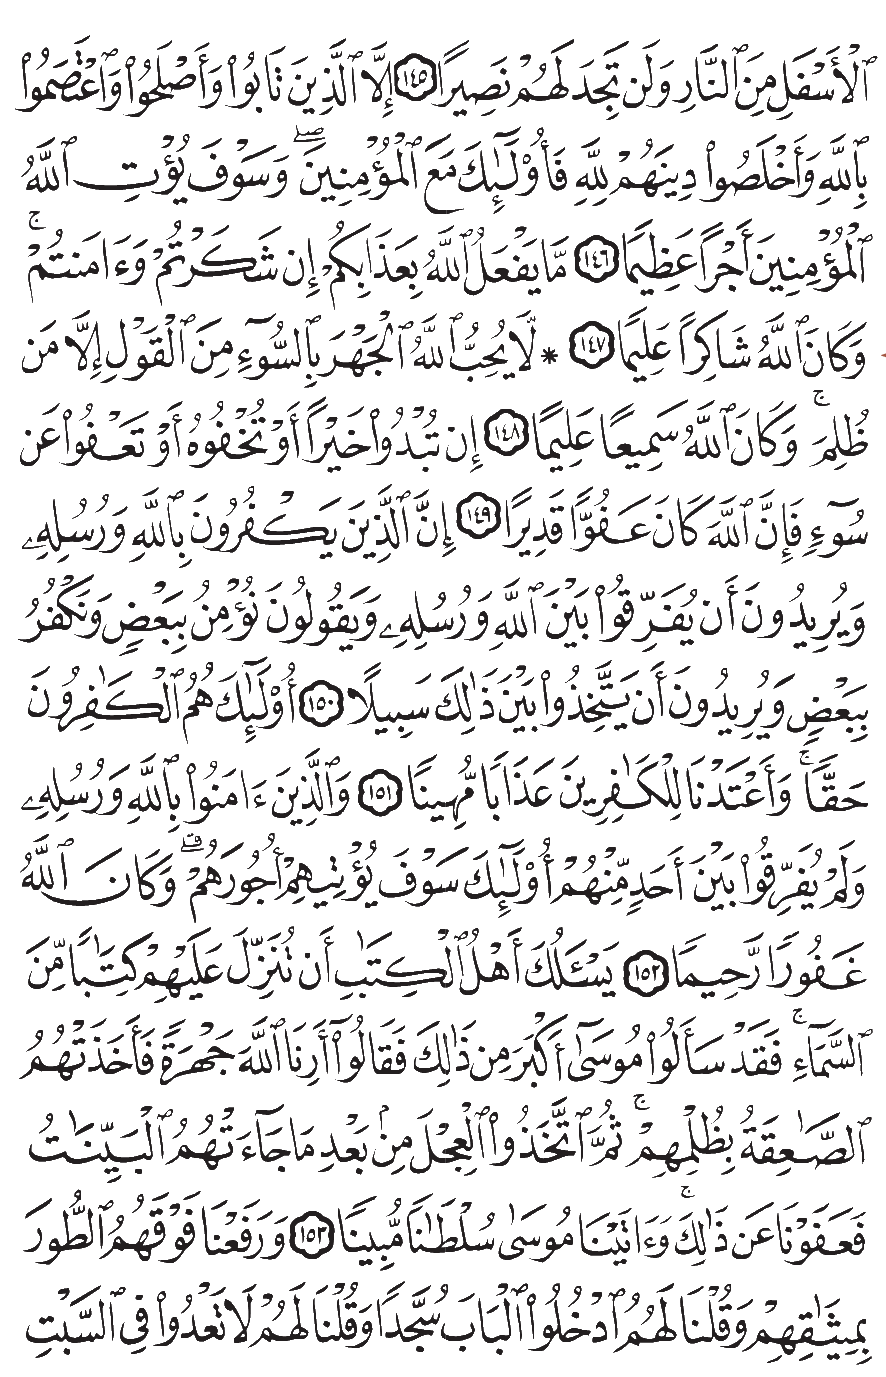 ٱلۡأَسۡفَلِ مِنَ ٱلنَّارِ وَلَن تَجِدَ لَهُمۡ نَصِيرًا ١٤٥ إِلَّا ٱلَّذِينَ تَابُواْ وَأَصۡلَحُواْ وَٱعۡتَصَمُواْ
بِٱللَّهِ وَأَخۡلَصُواْ دِينَهُمۡ لِلَّهِ فَأُوْلَٰٓئِكَ مَعَ ٱلۡمُؤۡمِنِينَۖ وَسَوۡفَ يُؤۡتِ ٱللَّهُ
ٱلۡمُؤۡمِنِينَ أَجۡرًا عَظِيمٗا ١٤٦ مَّا يَفۡعَلُ ٱللَّهُ بِعَذَابِكُمۡ إِن شَكَرۡتُمۡ وَءَامَنتُمۡۚ
وَكَانَ ٱللَّهُ شَاكِرًا عَلِيمٗا ١٤٧ * لَّا يُحِبُّ ٱللَّهُ ٱلۡجَهۡرَ بِٱلسُّوٓءِ مِنَ ٱلۡقَوۡلِ إِلَّا مَن
ظُلِمَۚ وَكَانَ ٱللَّهُ سَمِيعًا عَلِيمًا ١٤٨ إِن تُبۡدُواْ خَيۡرًا أَوۡ تُخۡفُوهُ أَوۡ تَعۡفُواْ عَن
سُوٓءٖ فَإِنَّ ٱللَّهَ كَانَ عَفُوّٗا قَدِيرًا ١٤٩ إِنَّ ٱلَّذِينَ يَكۡفُرُونَ بِٱللَّهِ وَرُسُلِهِۦ
وَيُرِيدُونَ أَن يُفَرِّقُواْ بَيۡنَ ٱللَّهِ وَرُسُلِهِۦ وَيَقُولُونَ نُؤۡمِنُ بِبَعۡضٖ وَنَكۡفُرُ
بِبَعۡضٖ وَيُرِيدُونَ أَن يَتَّخِذُواْ بَيۡنَ ذَٰلِكَ سَبِيلًا ١٥٠ أُوْلَٰٓئِكَ هُمُ ٱلۡكَٰفِرُونَ
حَقّٗاۚ وَأَعۡتَدۡنَا لِلۡكَٰفِرِينَ عَذَابٗا مُّهِينٗا ١٥١ وَٱلَّذِينَ ءَامَنُواْ بِٱللَّهِ وَرُسُلِهِۦ
وَلَمۡ يُفَرِّقُواْ بَيۡنَ أَحَدٖ مِّنۡهُمۡ أُوْلَٰٓئِكَ سَوۡفَ يُؤۡتِيهِمۡ أُجُورَهُمۡۗ وَكَانَ ٱللَّهُ
غَفُورٗا رَّحِيمٗا ١٥٢ يَسۡـَٔلُكَ أَهۡلُ ٱلۡكِتَٰبِ أَن تُنَزِّلَ عَلَيۡهِمۡ كِتَٰبٗا مِّنَ
ٱلسَّمَآءِۚ فَقَدۡ سَأَلُواْ مُوسَىٰٓ أَكۡبَرَ مِن ذَٰلِكَ فَقَالُوٓاْ أَرِنَا ٱللَّهَ جَهۡرَةٗ فَأَخَذَتۡهُمُ
ٱلصَّٰعِقَةُ بِظُلۡمِهِمۡۚ ثُمَّ ٱتَّخَذُواْ ٱلۡعِجۡلَ مِنۢ بَعۡدِ مَا جَآءَتۡهُمُ ٱلۡبَيِّنَٰتُ
فَعَفَوۡنَا عَن ذَٰلِكَۚ وَءَاتَيۡنَا مُوسَىٰ سُلۡطَٰنٗا مُّبِينٗا ١٥٣ وَرَفَعۡنَا فَوۡقَهُمُ ٱلطُّورَ
بِمِيثَٰقِهِمۡ وَقُلۡنَا لَهُمُ ٱدۡخُلُواْ ٱلۡبَابَ سُجَّدٗا وَقُلۡنَا لَهُمۡ لَا تَعۡدُواْ فِي ٱلسَّبۡتِ